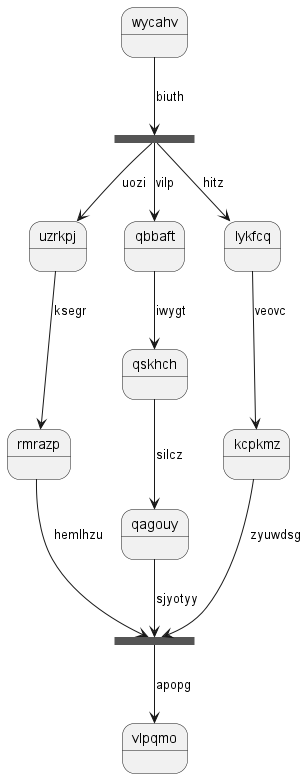 wycahv
biuth
uozi
vilp
hitz
uzrkpj
qbbaft
lykfcq
ksegr
iwygt
veovc
qskhch
rmrazp
silcz
kcpkmz
qagouy
hemlhzu
zyuwdsg
sjyotyy
apopg
vlpqmo